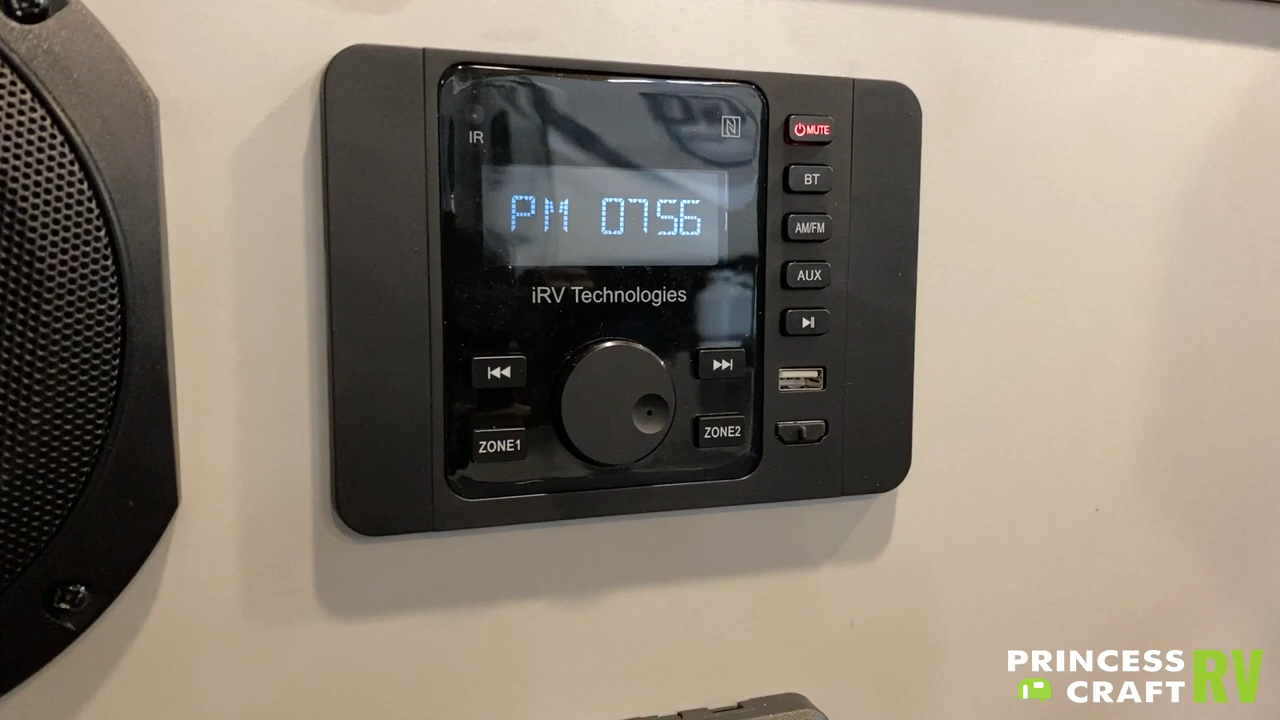 IR
N
PM 0756
iRV Technologies
ZONE1
ZONE2
MUTE
BT
AM/FM
AUX
PRINCESS
CRAFT RV